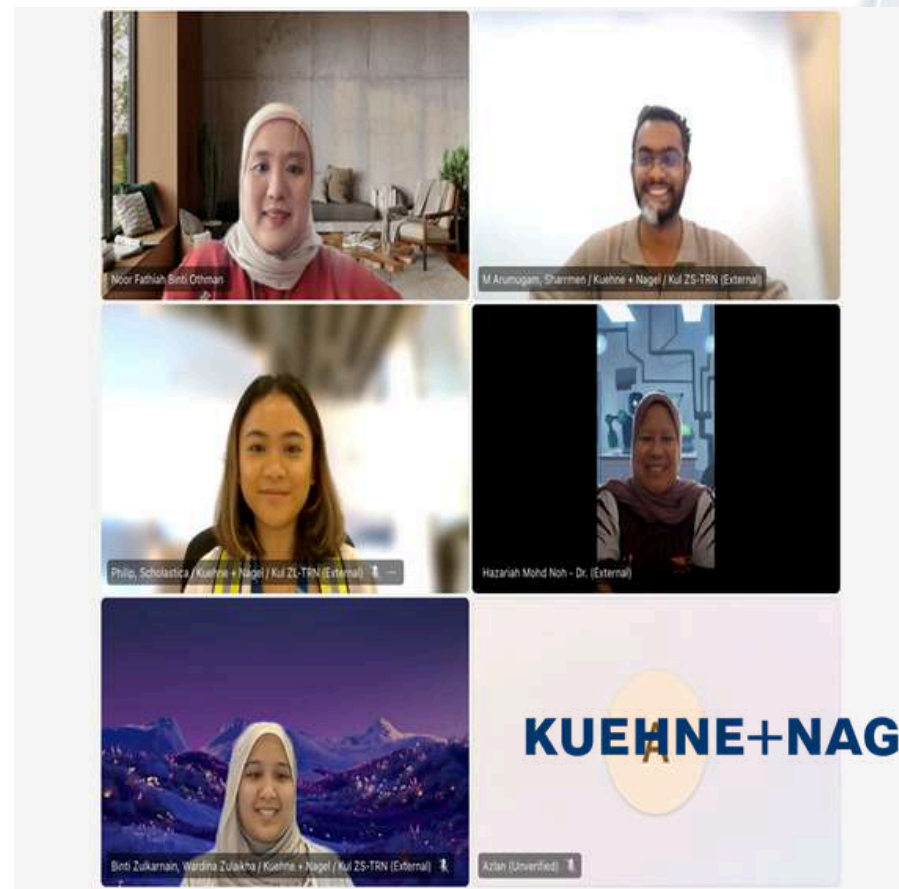 Noor Fathiah Binti Othman
M Arumugam, Sharrmen / Kuehne + Nagel / Kul ZS-TRN (External)
Philip, Scholastica / Kuehne + Nagel / Kul ZL-TRN (External)
Hazariah Mohd Noh - Dr. (External)
KUEHNE+NAG
A
Binti Zulkarnain, Wardina Zulaikha / Kuehne + Nagel / Kul ZS-TRN (External)
Azlan (Unverified)